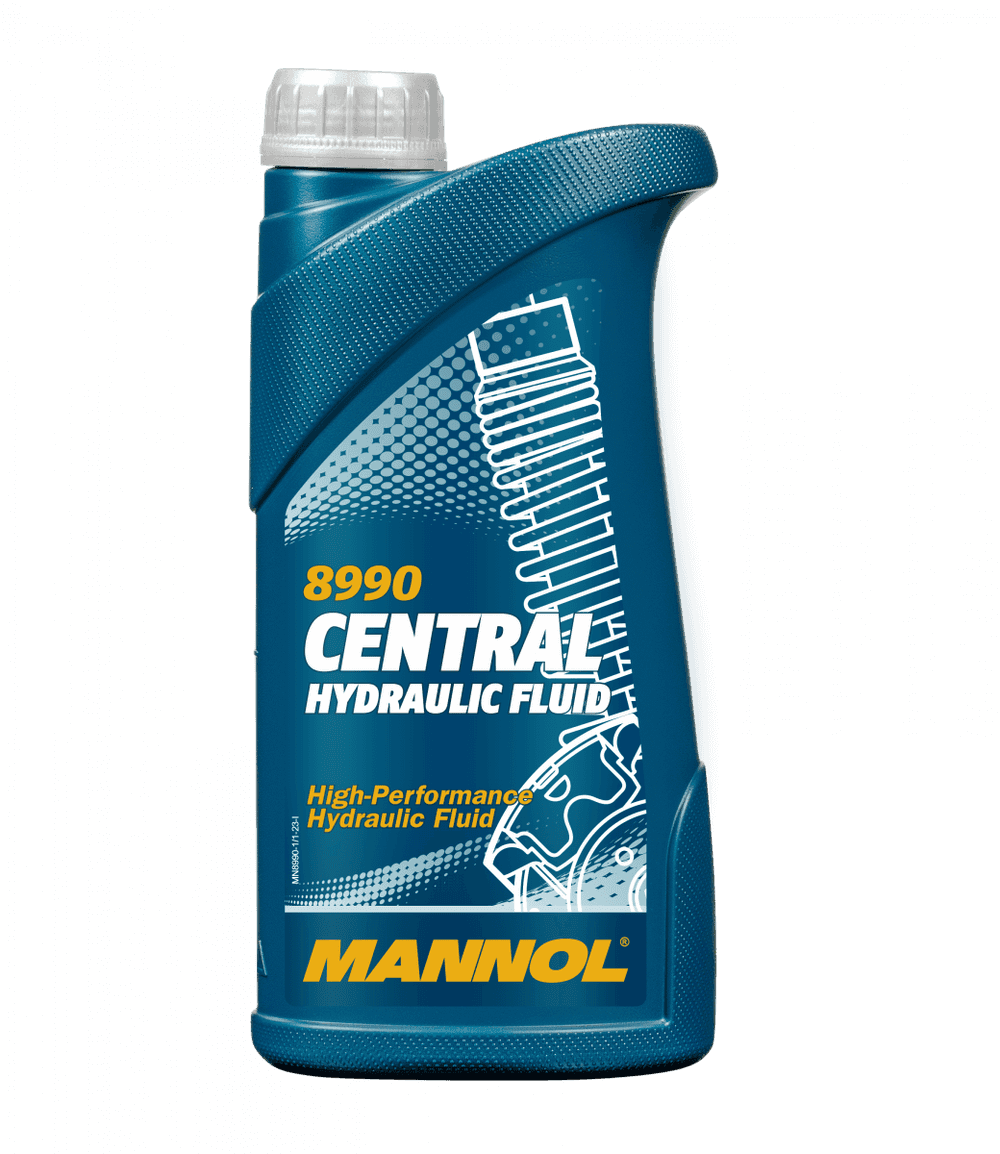 8990
CENTRAL
HYDRAULIC FLUID
High-Performance
Hydraulic Fluid
MN8990-1/1-23-I
MANNOL®